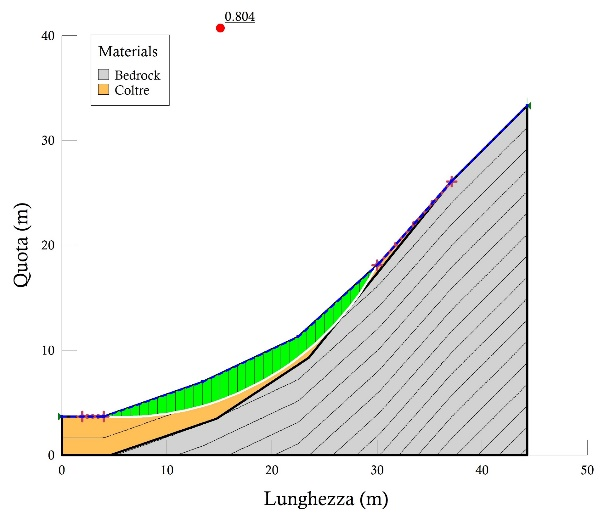 0.804
40
Materials
Bedrock
Coltre
30
20
10
0
Quota (m)
0 10 20 30 40 50
Lunghezza (m)